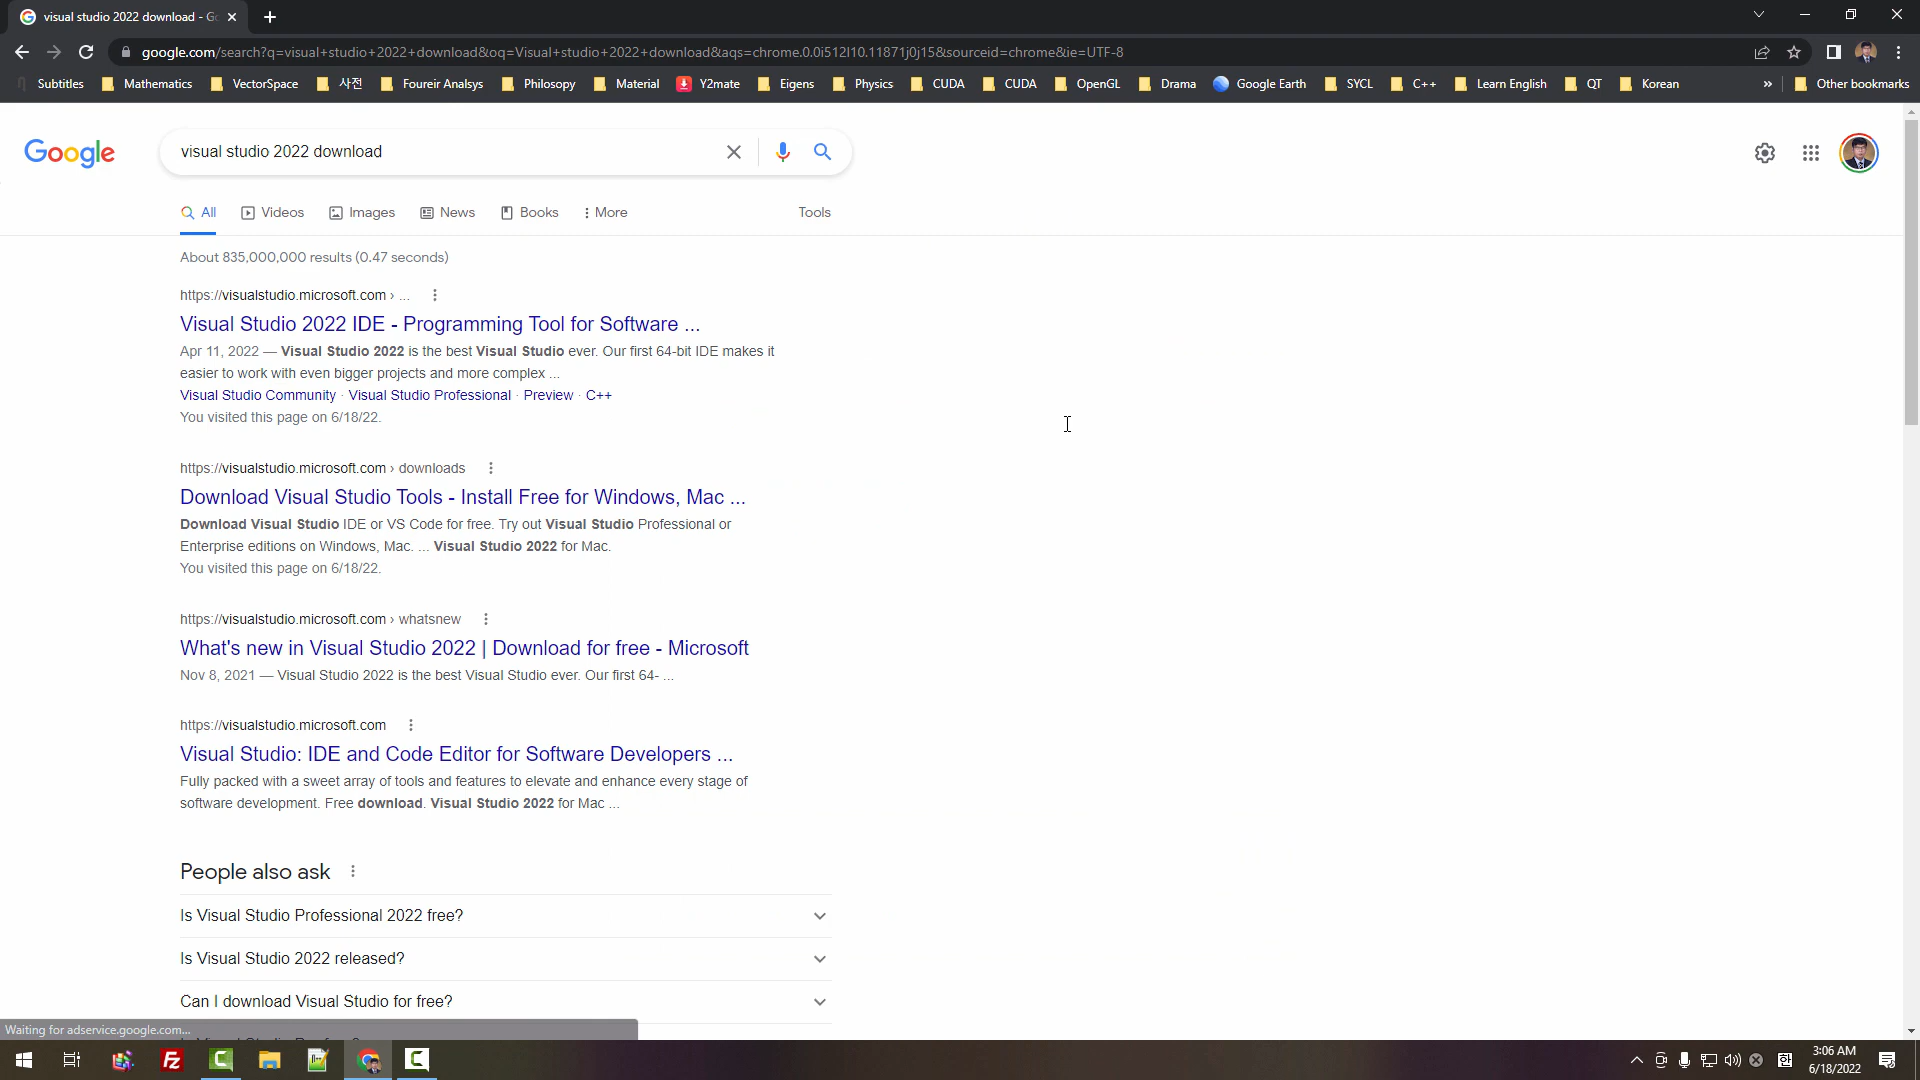 visual studio 2022 download - Go
google.com/search?q=visual+studio+2022+download&oq=Visual+studio+2022+download&aqs=chrome.0.0i512l10.11871j0j15&sourceid=chrome&ie=UTF-8
Subtitles Mathematics VectorSpace 사전 Foureir Analsys Philosopy Material Y2mate Eigens Physics CUDA CUDA OpenGL Drama Google Earth SYCL C++ Learn English QT Korean » Other bookmarks
Google
visual studio 2022 download
All Videos Images News Books More Tools
About 835,000,000 results (0.47 seconds)
https://visualstudio.microsoft.com › ...
Visual Studio 2022 IDE - Programming Tool for Software ...
Apr 11, 2022 — Visual Studio 2022 is the best Visual Studio ever. Our first 64-bit IDE makes it
easier to work with even bigger projects and more complex ...
Visual Studio Community · Visual Studio Professional · Preview · C++
You visited this page on 6/18/22.
https://visualstudio.microsoft.com › downloads
Download Visual Studio Tools - Install Free for Windows, Mac ...
Download Visual Studio IDE or VS Code for free. Try out Visual Studio Professional or
Enterprise editions on Windows, Mac. ... Visual Studio 2022 for Mac.
You visited this page on 6/18/22.
https://visualstudio.microsoft.com › whatsnew
What's new in Visual Studio 2022 | Download for free - Microsoft
Nov 8, 2021 — Visual Studio 2022 is the best Visual Studio ever. Our first 64- ...
https://visualstudio.microsoft.com
Visual Studio: IDE and Code Editor for Software Developers ...
Fully packed with a sweet array of tools and features to elevate and enhance every stage of
software development. Free download. Visual Studio 2022 for Mac ...
People also ask
Is Visual Studio Professional 2022 free?
Is Visual Studio 2022 released?
Can I download Visual Studio for free?
Waiting for adservice.google.com...
3:06 AM
6/18/2022